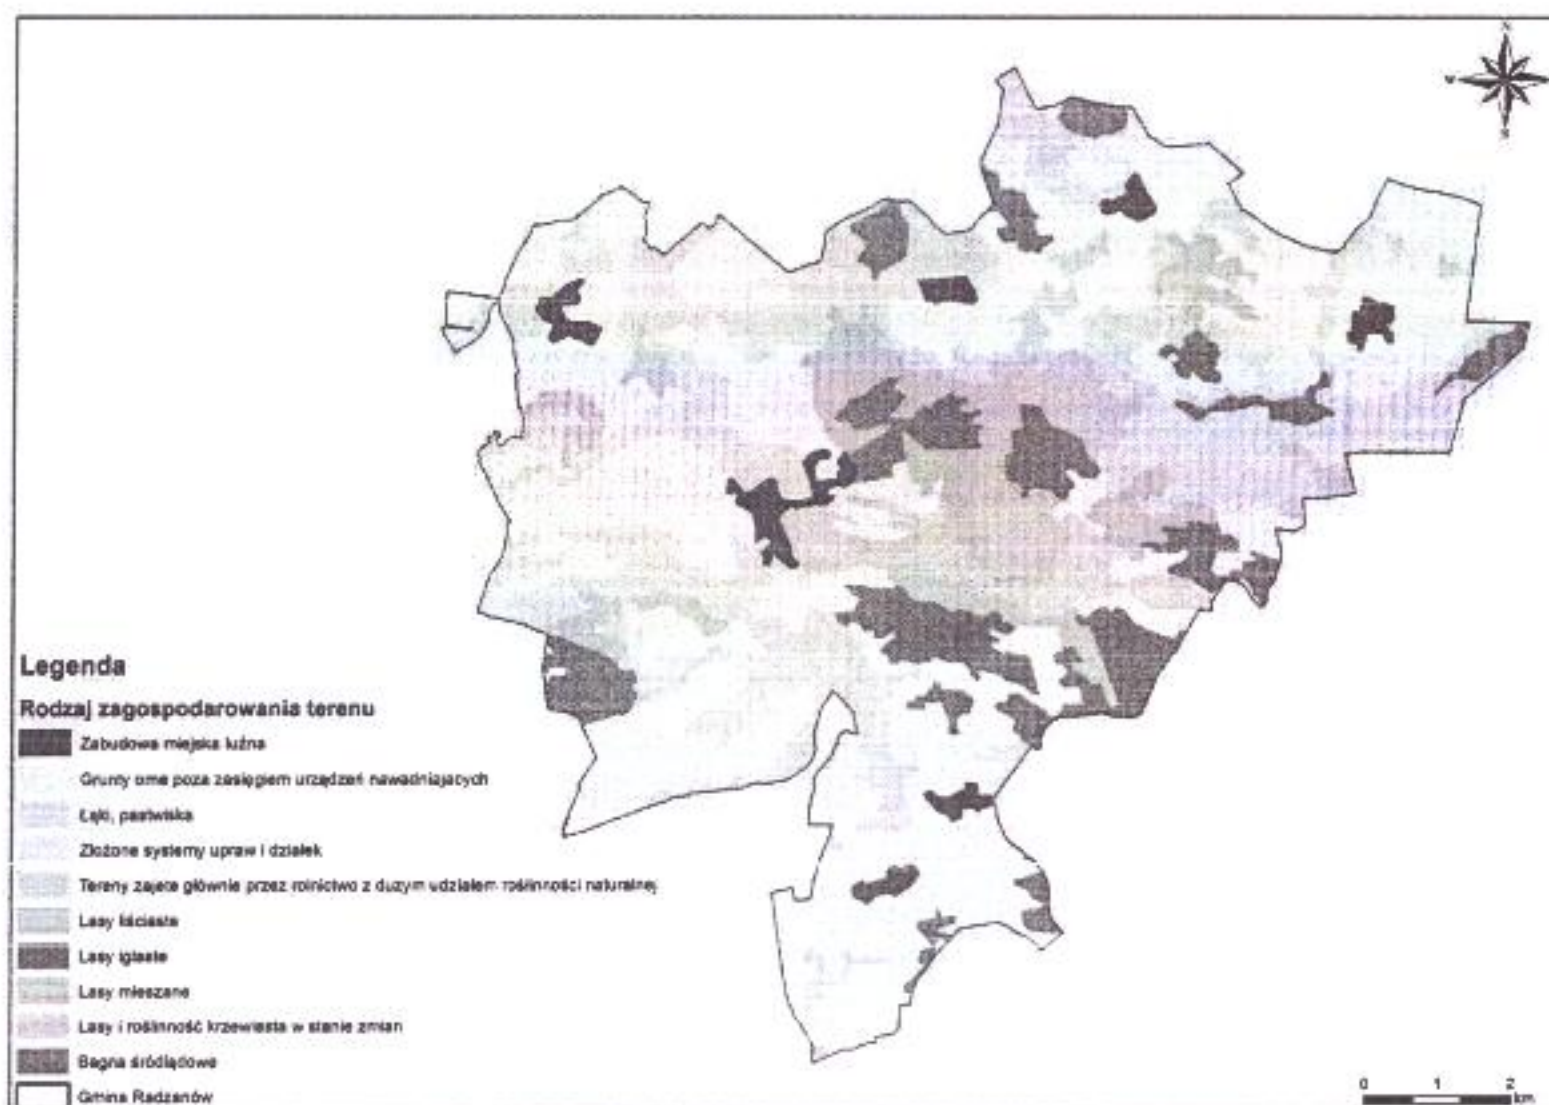 N
W
S
Legenda
Rodzaj zagospodarowania terenu
Zabudowa miejska luźna
Grunty orne poza zasięgiem urządzeń nawadniających
Łąki, pastwiska
Złożone systemy upraw i działek
Tereny zajete głównie przez rolnictwo z dużym udziałem roślinności naturalnej
Lasy liściaste
Lasy iglaste
Lasy mieszane
Lasy i roślinność krzewiasta w stanie zmian
Bagna śródlądowe
Gmina Radzanów
0 1 2
km